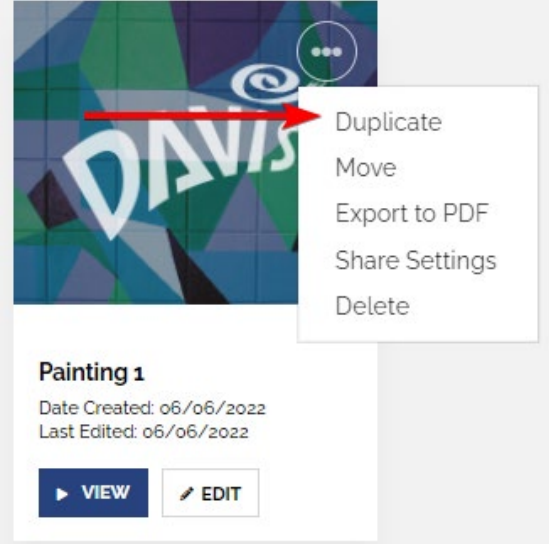 DAVIS
Duplicate
Move
Export to PDF
Share Settings
Delete
Painting 1
Date Created: 06/06/2022
Last Edited: 06/06/2022
VIEW
EDIT